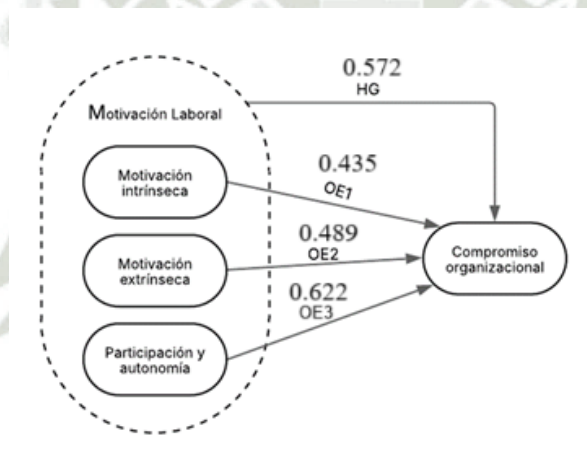 0.572
HG
Motivación Laboral
0.435
OE1
Motivación
intrínseca
0.489
OE2
Motivación
extrínseca
Compromiso
organizacional
0.622
OE3
Participación y
autonomía